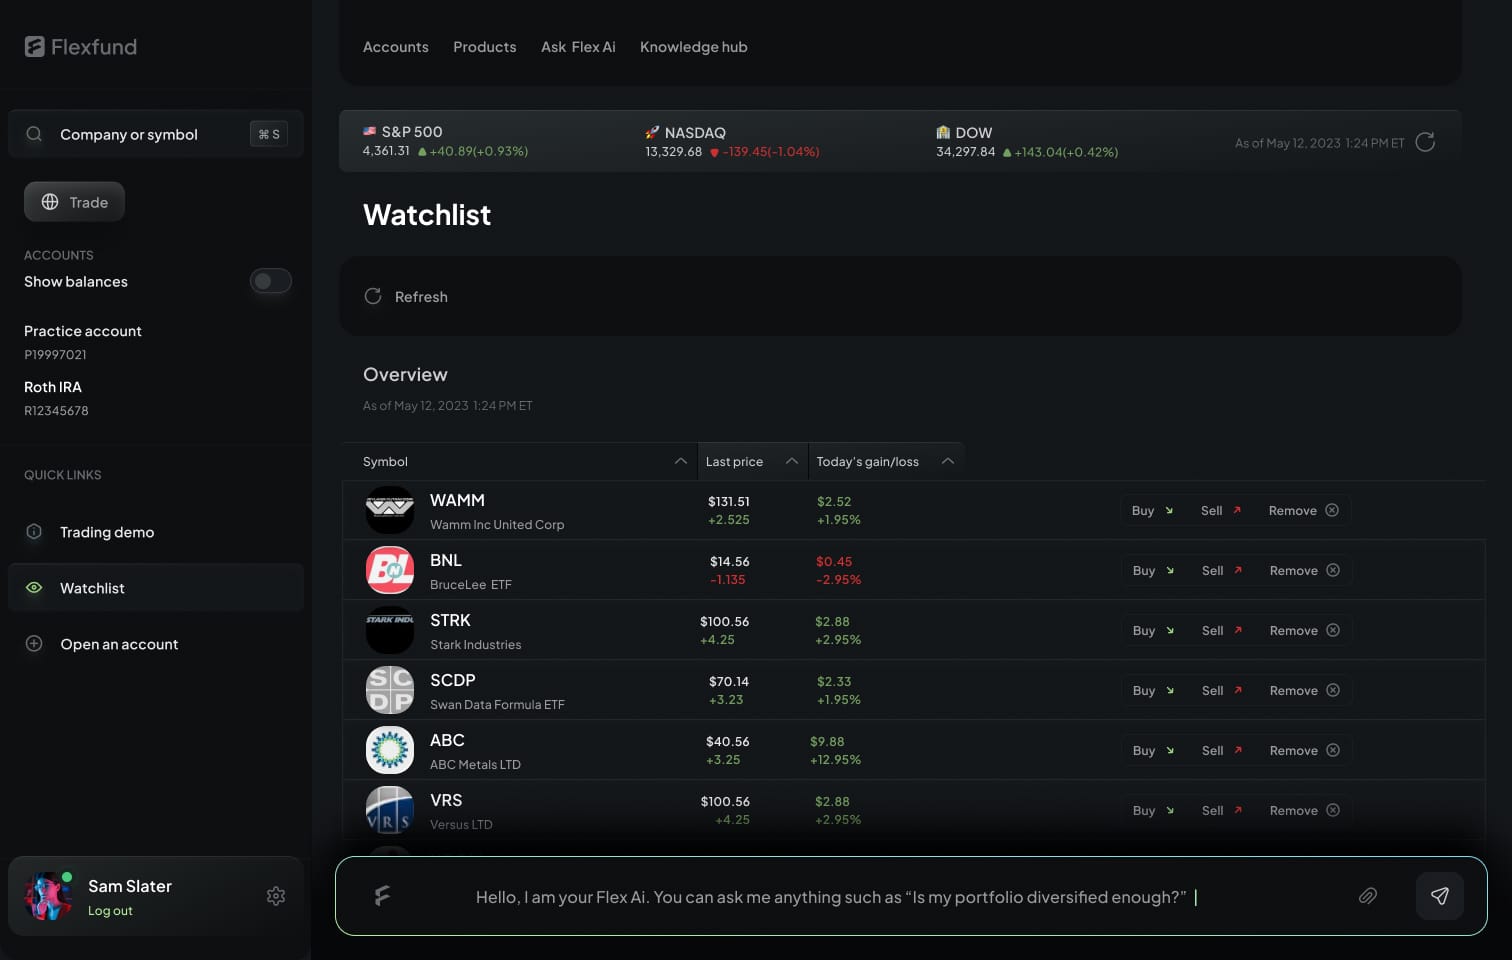 Flexfund
Accounts Products Ask Flex Ai Knowledge hub
Company or symbol ⌘ S
S&P 500
4,361.31 +40.89(+0.93%)
NASDAQ
13,329.68 -139.45(-1.04%)
DOW
34,297.84 +143.04(+0.42%)
As of May 12, 2023 1:24 PM ET
Trade
ACCOUNTS
Show balances
Practice account
P19997021
Roth IRA
R12345678
QUICK LINKS
Trading demo
Watchlist
Open an account
Sam Slater
Log out
Watchlist
Refresh
Overview
As of May 12, 2023 1:24 PM ET
Symbol Last price Today's gain/loss
WAMM
Wamm Inc United Corp
$131.51
+2.525
$2.52
+1.95%
Buy Sell Remove
BNL
BNL
BruceLee ETF
$14.56
-1.135
$0.45
-2.95%
Buy Sell Remove
STARK INDU
STRK
Stark Industries
$100.56
+4.25
$2.88
+2.95%
Buy Sell Remove
SC
DP
SCDP
Swan Data Formula ETF
$70.14
+3.23
$2.33
+1.95%
Buy Sell Remove
ABC
ABC Metals LTD
$40.56
+3.25
$9.88
+12.95%
Buy Sell Remove
VRS
VRS
Versus LTD
$100.56
+4.25
$2.88
+2.95%
Buy Sell Remove
Hello, I am your Flex Ai. You can ask me anything such as “Is my portfolio diversified enough?”